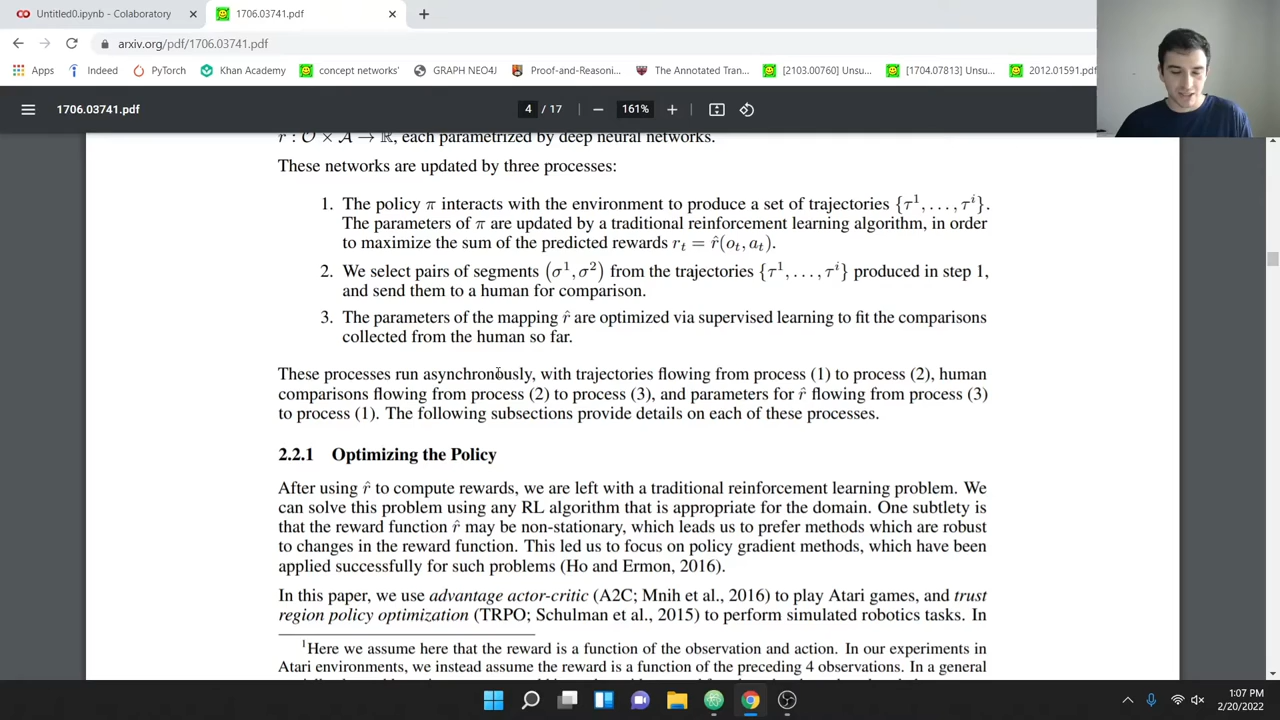 Untitled0.ipynb - Colaboratory
1706.03741.pdf
arxiv.org/pdf/1706.03741.pdf
Apps Indeed PyTorch Khan Academy concept networks' GRAPH NEO4J Proof-and-Reasoni... The Annotated Tran... [2103.00760] Unsu... [1704.07813] Unsu... 2012.01591.pdf
1706.03741.pdf 4 / 17 161%
r : O × A → ℝ, each parametrized by deep neural networks.
These networks are updated by three processes:
1. The policy π interacts with the environment to produce a set of trajectories {τ¹, . . . , τⁱ}.
The parameters of π are updated by a traditional reinforcement learning algorithm, in order
to maximize the sum of the predicted rewards rₜ = r̂(oₜ, aₜ).
2. We select pairs of segments (σ¹, σ²) from the trajectories {τ¹, . . . , τⁱ} produced in step 1,
and send them to a human for comparison.
3. The parameters of the mapping r̂ are optimized via supervised learning to fit the comparisons
collected from the human so far.
These processes run asynchronously, with trajectories flowing from process (1) to process (2), human
comparisons flowing from process (2) to process (3), and parameters for r̂ flowing from process (3)
to process (1). The following subsections provide details on each of these processes.
2.2.1 Optimizing the Policy
After using r̂ to compute rewards, we are left with a traditional reinforcement learning problem. We
can solve this problem using any RL algorithm that is appropriate for the domain. One subtlety is
that the reward function r̂ may be non-stationary, which leads us to prefer methods which are robust
to changes in the reward function. This led us to focus on policy gradient methods, which have been
applied successfully for such problems (Ho and Ermon, 2016).
In this paper, we use advantage actor-critic (A2C; Mnih et al., 2016) to play Atari games, and trust
region policy optimization (TRPO; Schulman et al., 2015) to perform simulated robotics tasks. In
¹Here we assume here that the reward is a function of the observation and action. In our experiments in
Atari environments, we instead assume the reward is a function of the preceding 4 observations. In a general
1:07 PM
2/20/2022